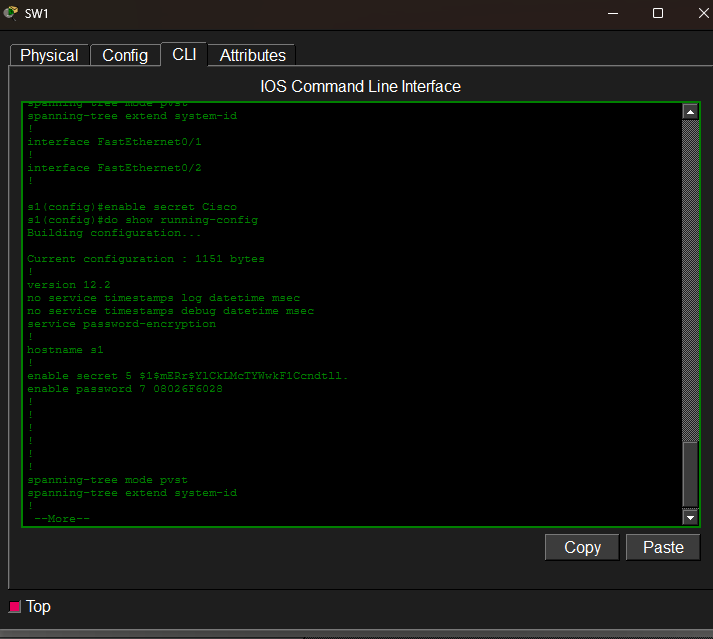 SW1
Physical Config CLI Attributes
IOS Command Line Interface
spanning-tree mode pvst
spanning-tree extend system-id
!
interface FastEthernet0/1
!
interface FastEthernet0/2
!
s1(config)#enable secret Cisco
s1(config)#do show running-config
Building configuration...
Current configuration : 1151 bytes
!
version 12.2
no service timestamps log datetime msec
no service timestamps debug datetime msec
service password-encryption
!
hostname s1
!
enable secret 5
enable password 7 08026F6028
!
!
!
!
!
!
spanning-tree mode pvst
spanning-tree extend system-id
!
--More--
Copy Paste
Top